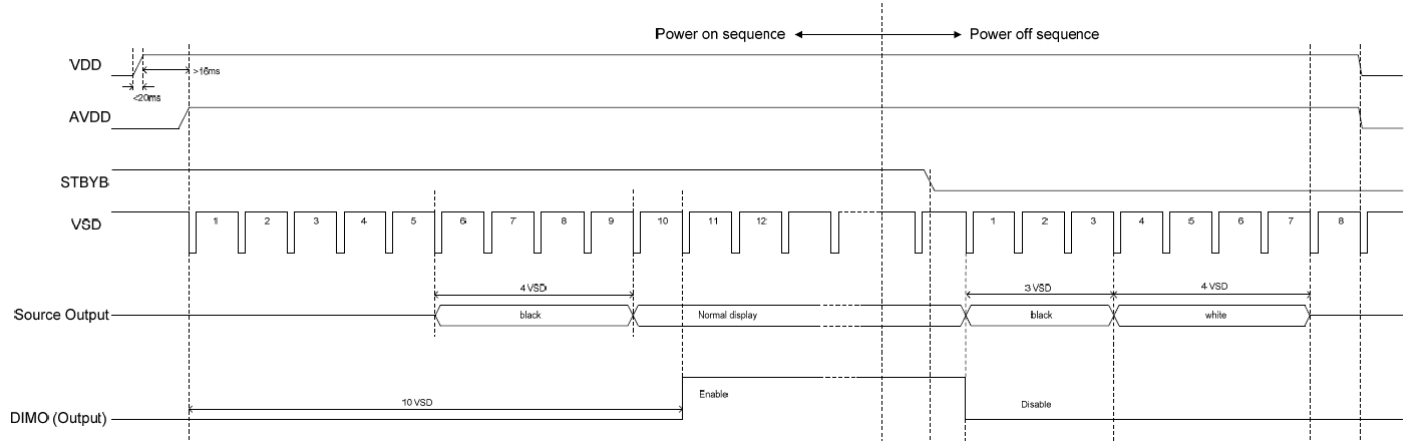 Power on sequence
Power off sequence
VDD
>16ms
<20ms
AVDD
STBYB
VSD
1 2 3 4 5 6 7 8 9 10 11 12 1 2 3 4 5 6 7 8
4 VSD
3 VSD
4 VSD
Source Output
black
Normal display
black
white
Enable
10 VSD
Disable
DIMO (Output)